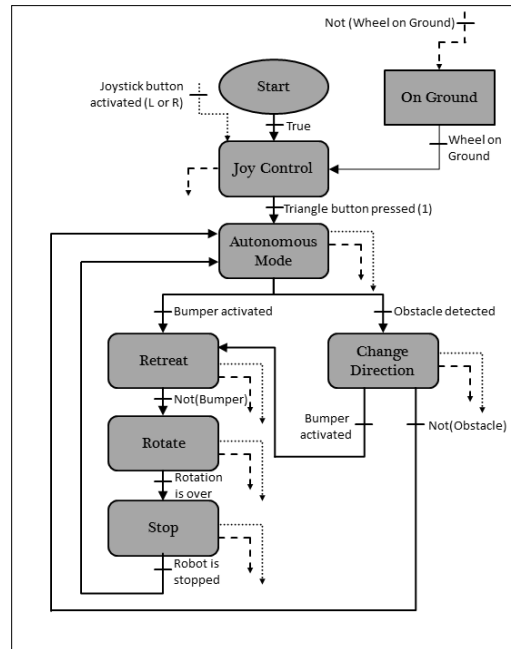 Not (Wheel on Ground)
Joystick button
activated (L or R)
Start
On Ground
True
Wheel on
Ground
Joy Control
Triangle button pressed (1)
Autonomous
Mode
Bumper activated
Obstacle detected
Retreat
Change
Direction
Not(Bumper)
Bumper
activated
Not(Obstacle)
Rotate
Rotation
is over
Stop
Robot is
stopped